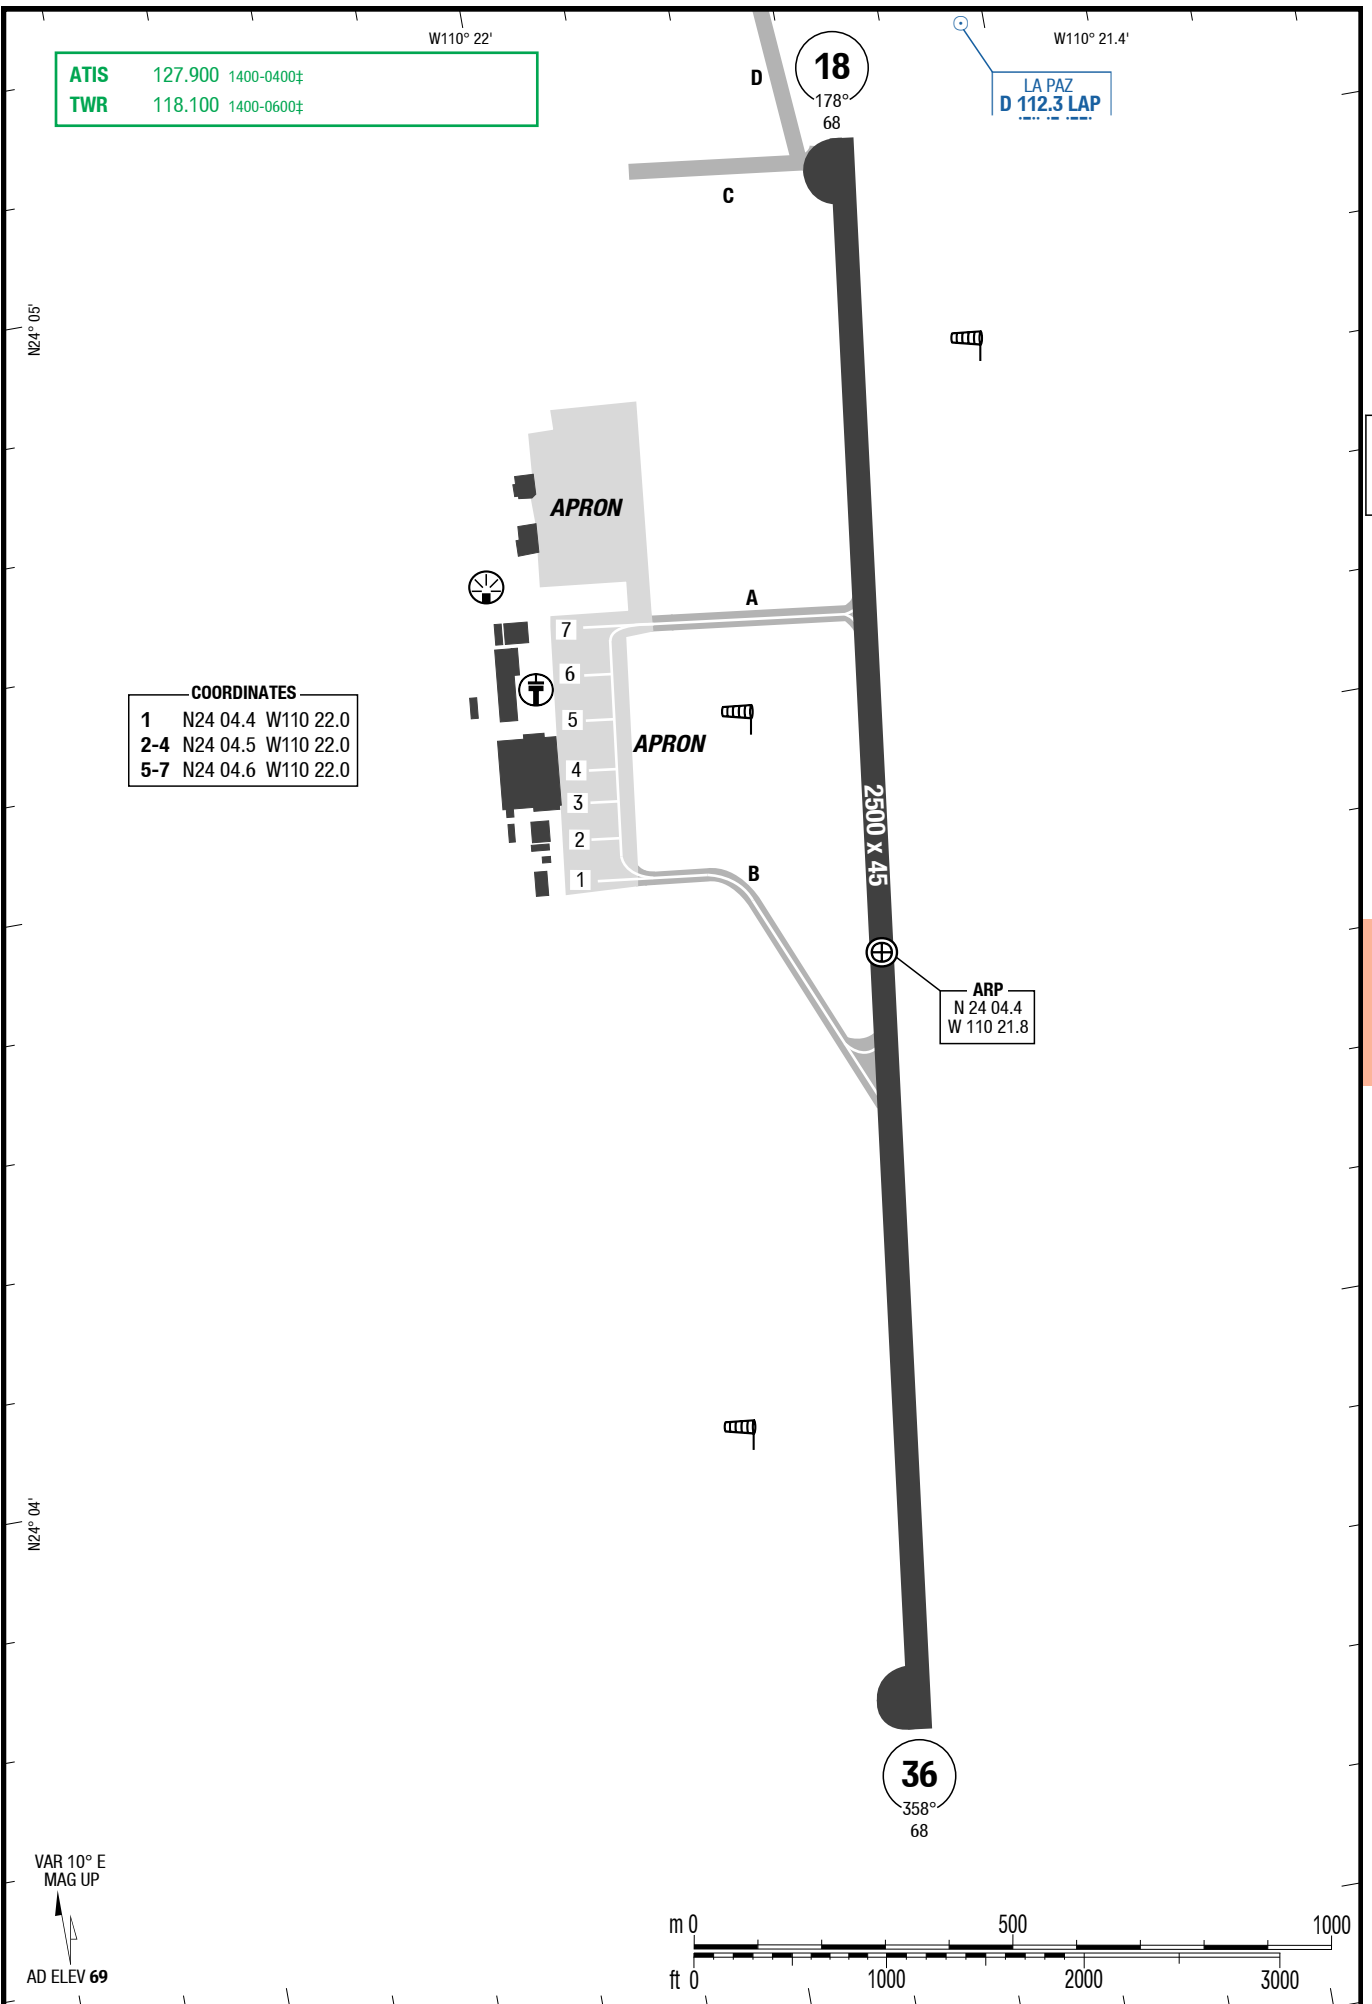 W110° 22'
W110° 21.4'
ATIS 127.900 1400-0400‡
TWR 118.100 1400-0600‡
D
18
178°
68
LA PAZ
D 112.3 LAP
C
N24° 05'
APRON
A
7
6
5
4
3
2
1
APRON
COORDINATES
1 N24 04.4 W110 22.0
2-4 N24 04.5 W110 22.0
5-7 N24 04.6 W110 22.0
2500 x 45
B
ARP
N 24 04.4
W 110 21.8
N24° 04'
36
358°
68
VAR 10° E
MAG UP
AD ELEV 69
m 0 500 1000
ft 0 1000 2000 3000